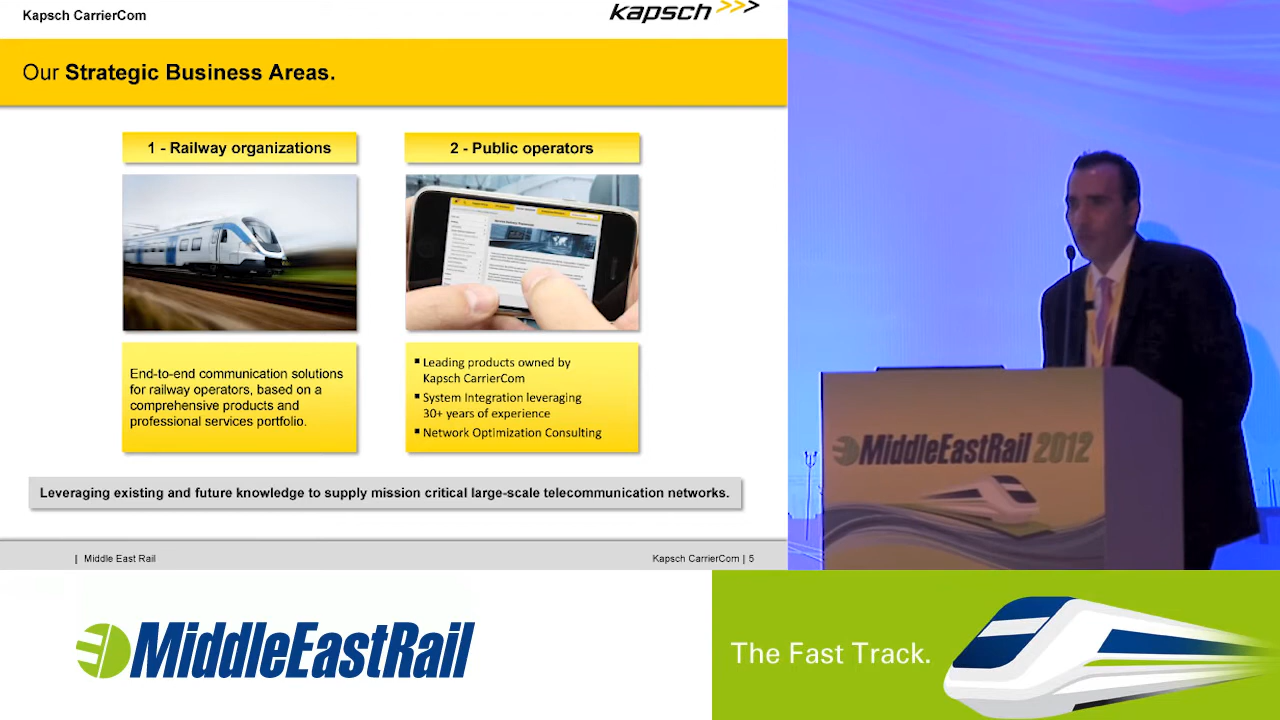 Kapsch CarrierCom
kapsch >>>
Our Strategic Business Areas.
1 - Railway organizations
2 - Public operators
End-to-end communication solutions
for railway operators, based on a
comprehensive products and
professional services portfolio.
▪ Leading products owned by
Kapsch CarrierCom
▪ System Integration leveraging
30+ years of experience
▪ Network Optimization Consulting
Leveraging existing and future knowledge to supply mission critical large-scale telecommunication networks.
| Middle East Rail
Kapsch CarrierCom | 5
MiddleEastRail 2012
MiddleEastRail
The Fast Track.